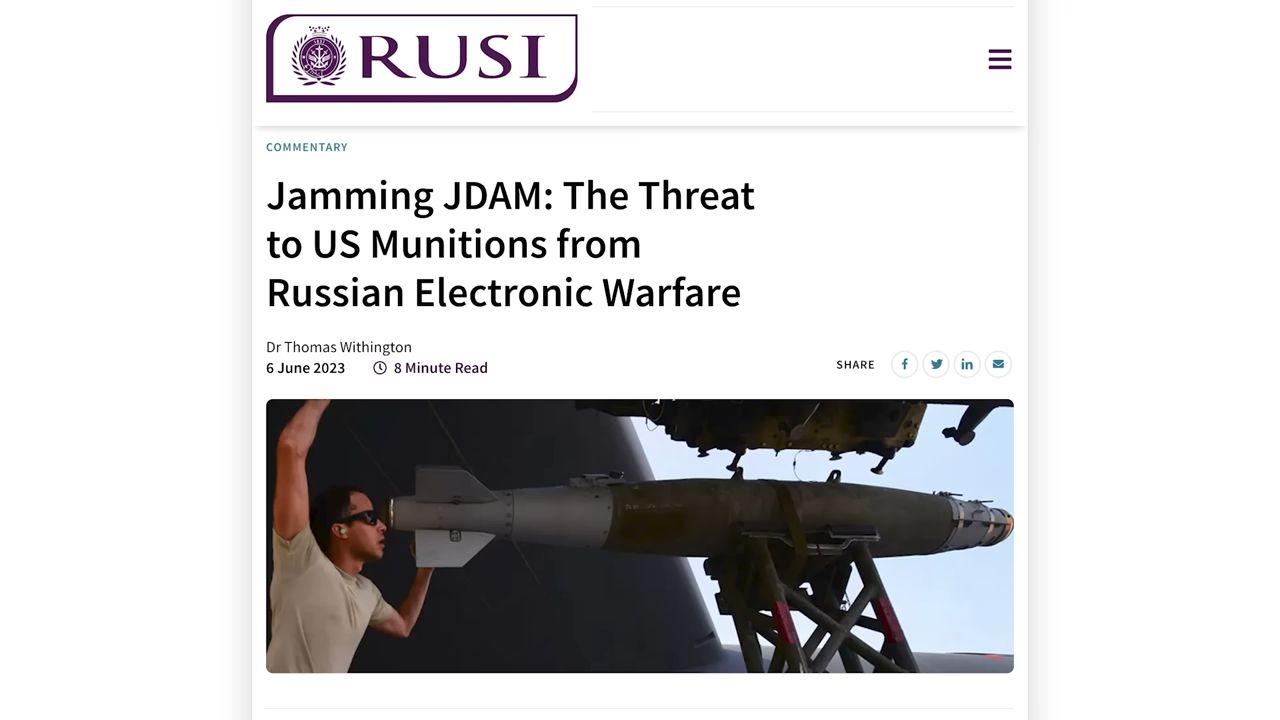 RUSI
COMMENTARY
Jamming JDAM: The Threat
to US Munitions from
Russian Electronic Warfare
Dr Thomas Withington
6 June 2023 8 Minute Read
SHARE